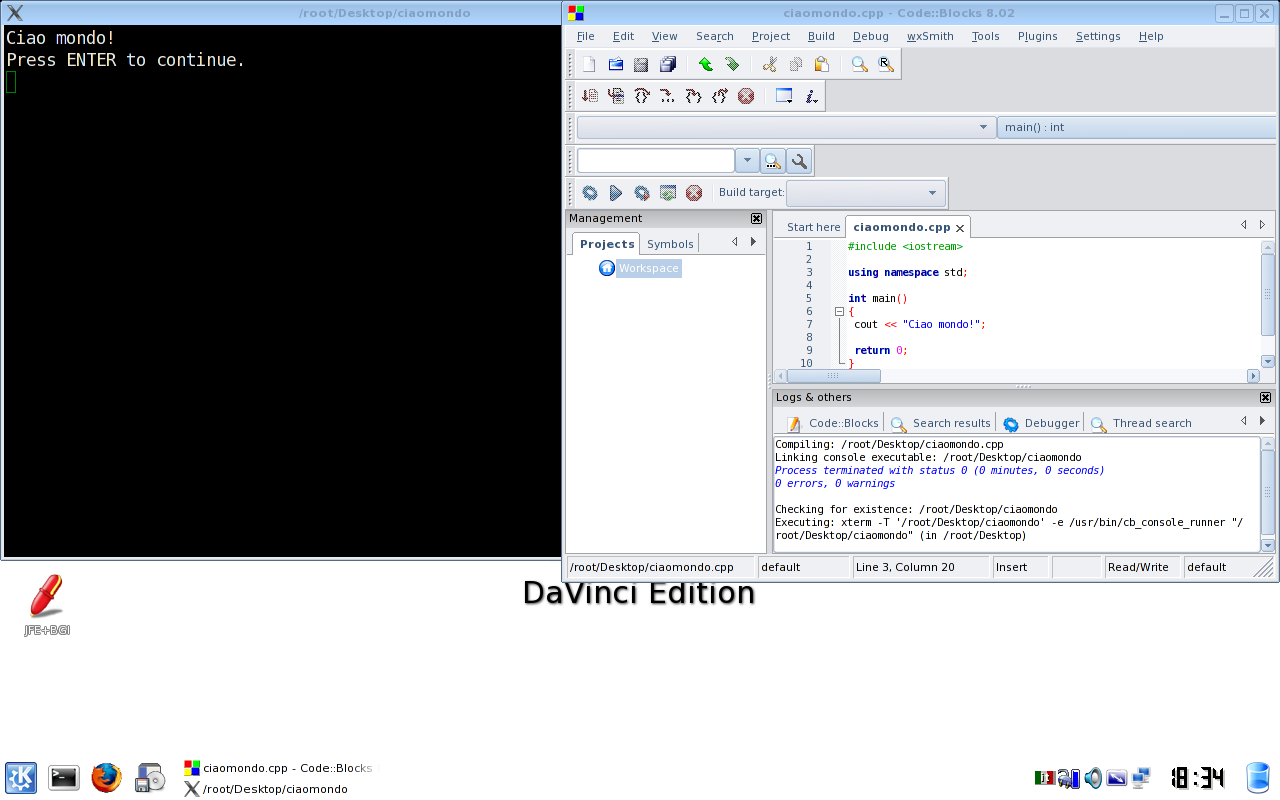 /root/Desktop/ciaomondo
Ciao mondo!
Press ENTER to continue.
ciaomondo.cpp - Code::Blocks 8.02
File Edit View Search Project Build Debug wxSmith Tools Plugins Settings Help
main() : int
Build target:
Management
Projects Symbols
Workspace
Start here ciaomondo.cpp
1 #include <iostream>
2
3 using namespace std;
4
5 int main()
6 {
7 cout << "Ciao mondo!";
8
9 return 0;
10 }
Logs & others
Code::Blocks Search results Debugger Thread search
Compiling: /root/Desktop/ciaomondo.cpp
Linking console executable: /root/Desktop/ciaomondo
Process terminated with status 0 (0 minutes, 0 seconds)
0 errors, 0 warnings
Checking for existence: /root/Desktop/ciaomondo
Executing: xterm -T '/root/Desktop/ciaomondo' -e /usr/bin/cb_console_runner "/
root/Desktop/ciaomondo" (in /root/Desktop)
/root/Desktop/ciaomondo.cpp default Line 3, Column 20 Insert Read/Write default
DaVinci Edition
JFE+BGI
ciaomondo.cpp - Code::Blocks
/root/Desktop/ciaomondo
18:34